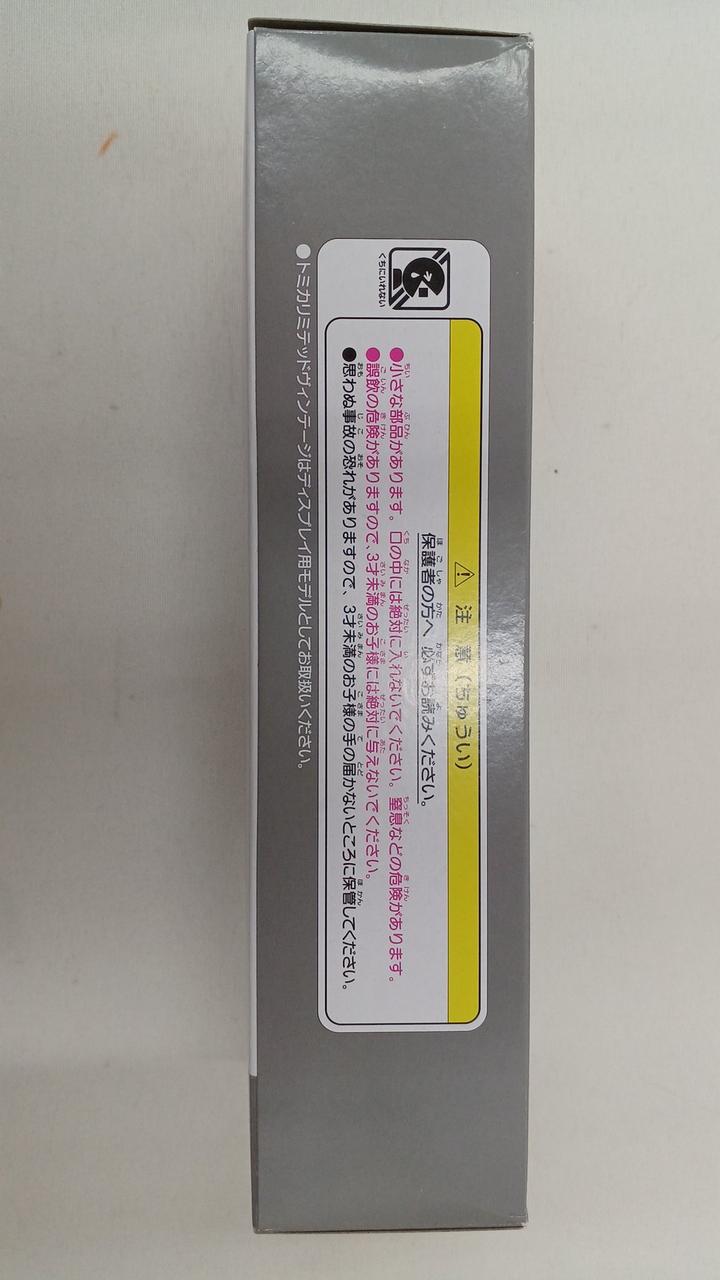 くちにいれない
⚠ 注 意(ちゅうい)
保護者の方へ 必ずお読みください。
●小さな部品があります。口の中には絶対に入れないでください。窒息などの危険があります。
●誤飲の危険がありますので、3才未満のお子様には絶対に与えないでください。
●思わぬ事故の恐れがありますので、3才未満のお子様の手の届かないところに保管してください。
●トミカリミテッドヴィンテージはディスプレイ用モデルとしてお取扱いください。